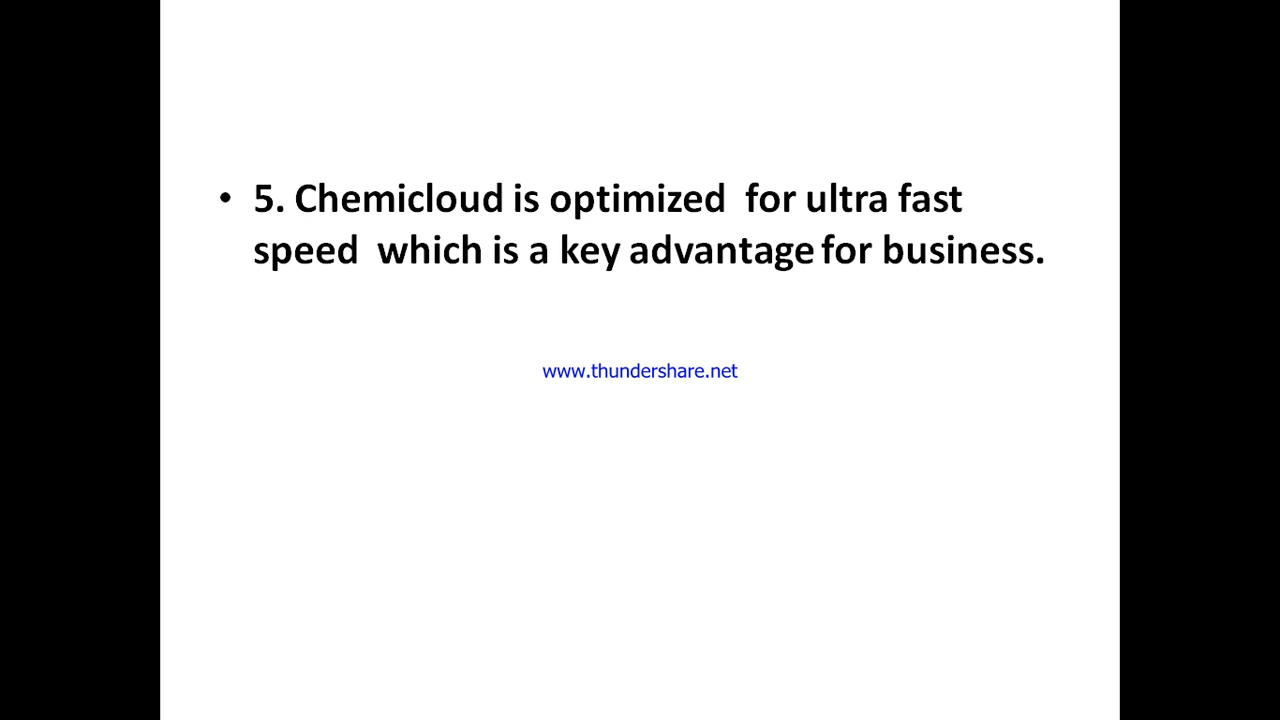 • 5. Chemicloud is optimized  for ultra fast
speed  which is a key advantage for business.
www.thundershare.net